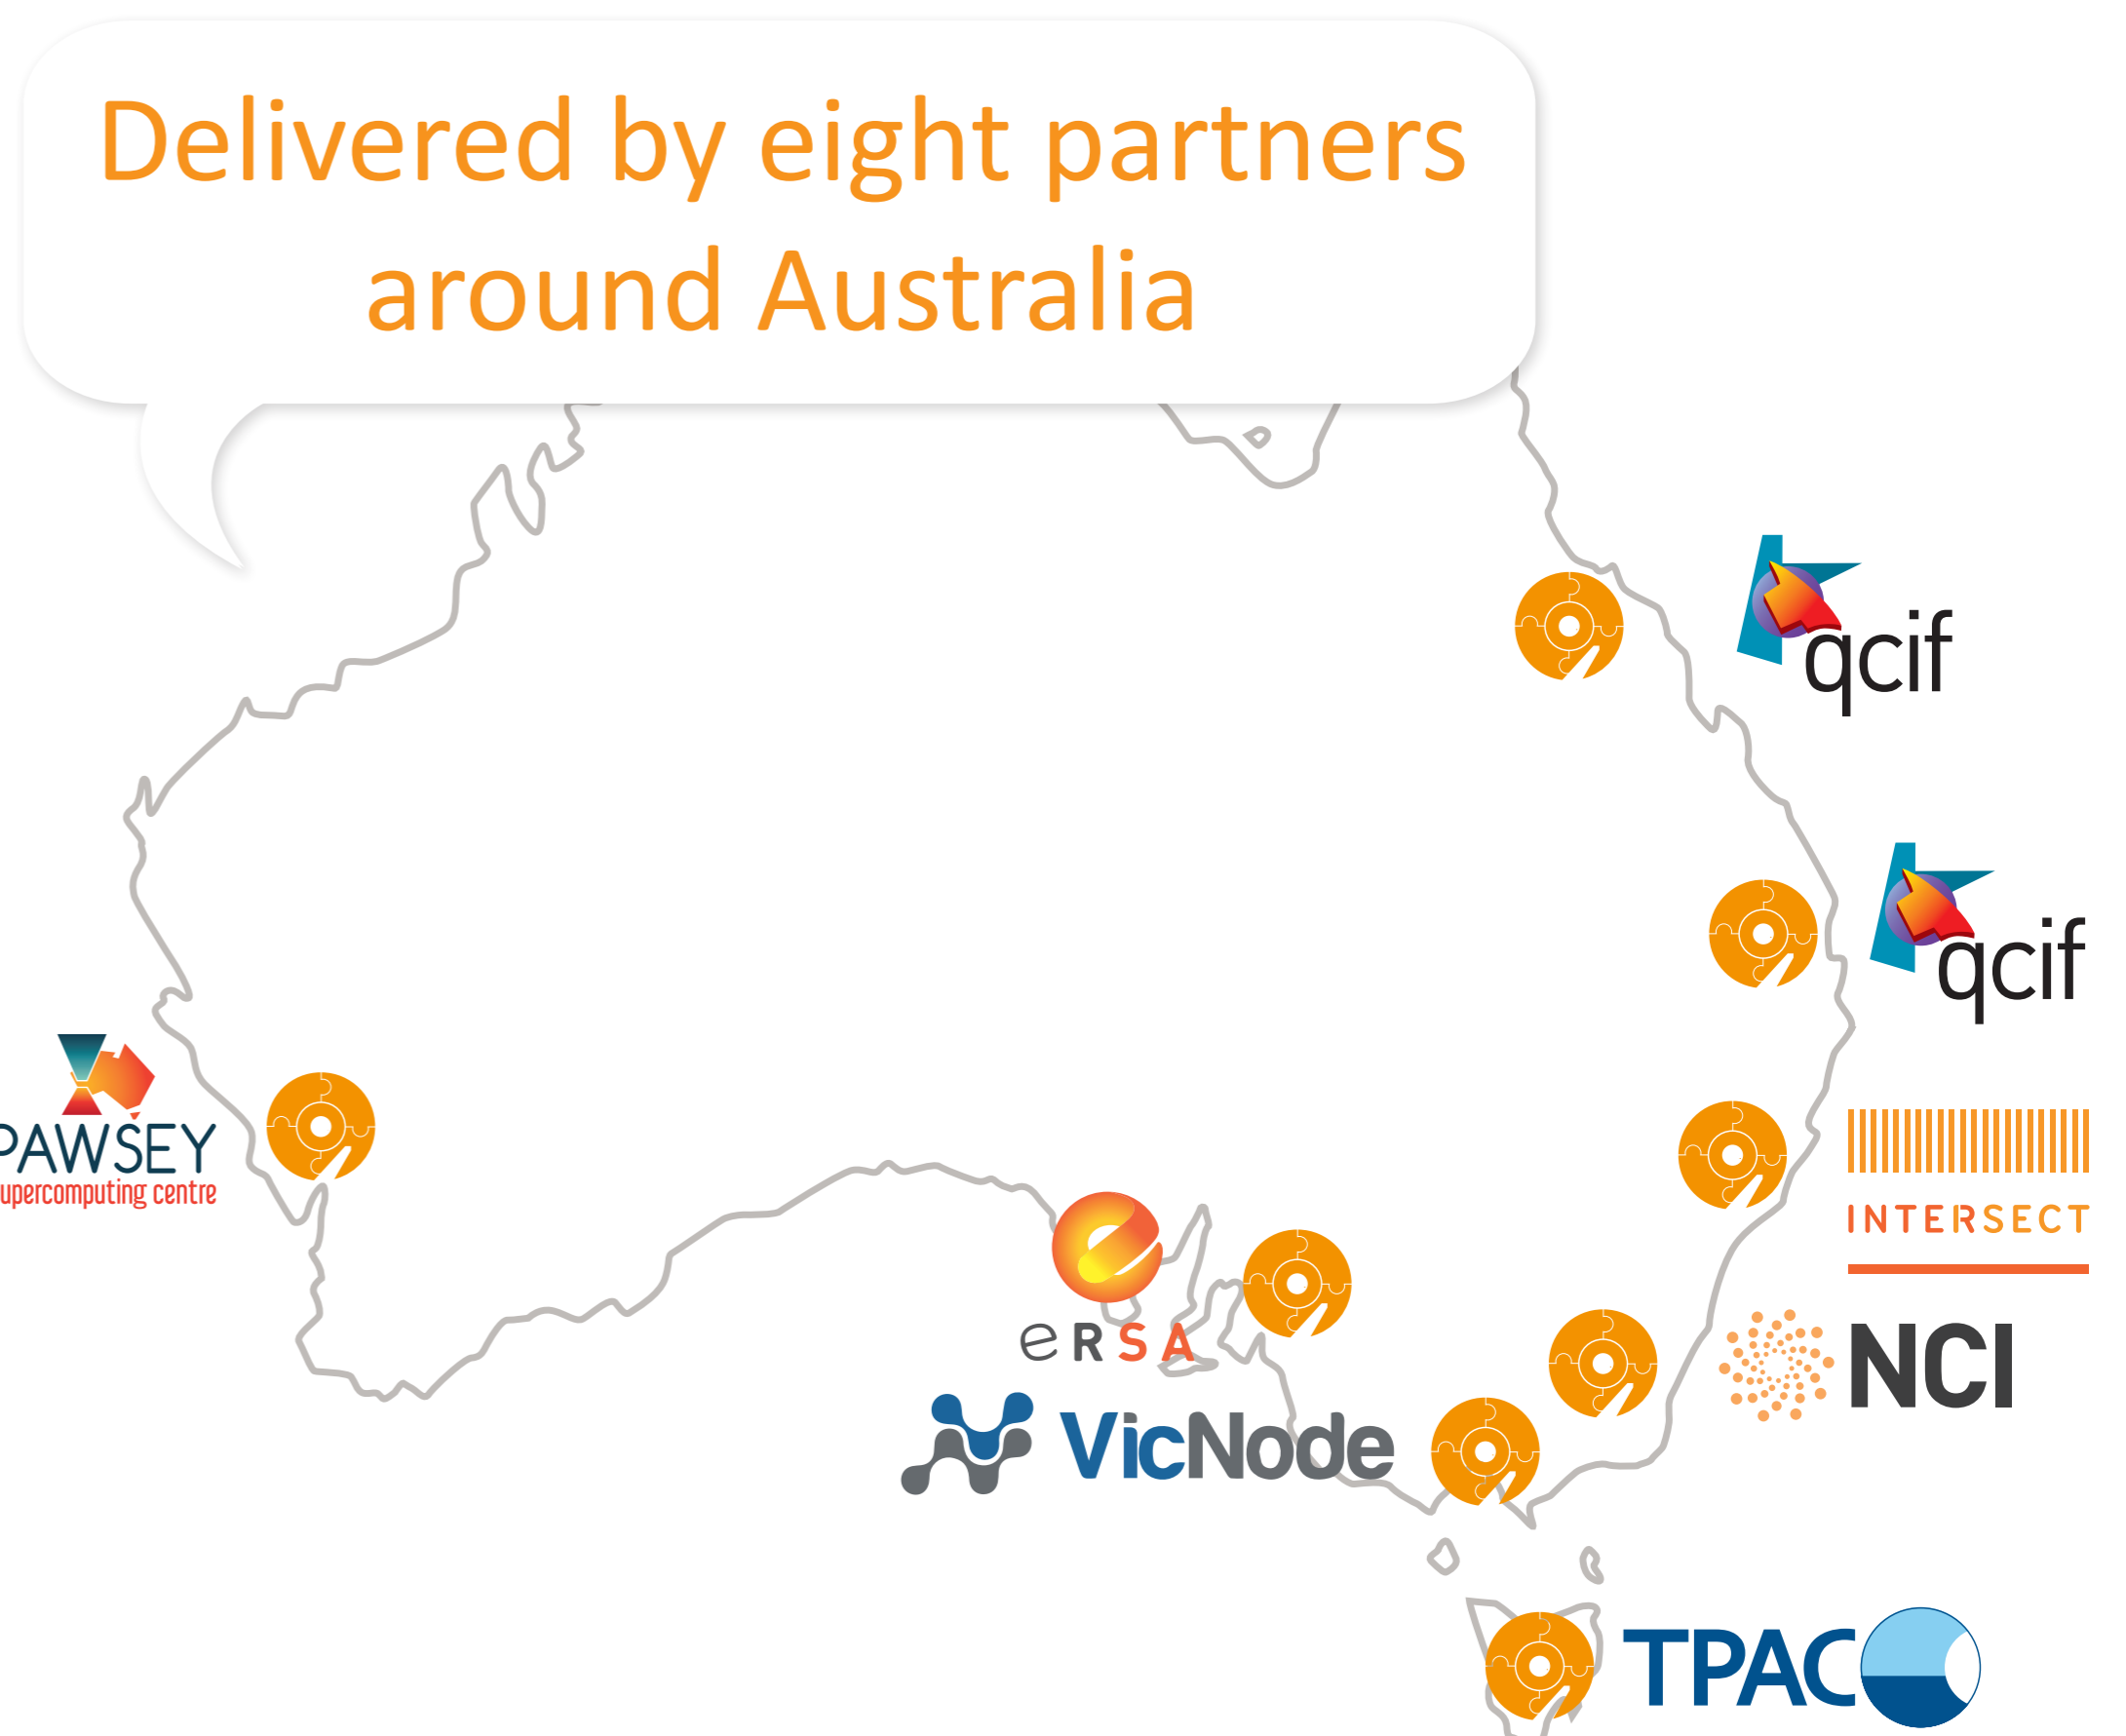 Delivered by eight partners
around Australia
qcif
qcif
PAWSEY
upercomputing centre
INTERSECT
eRSA
NCI
VicNode
TPAC